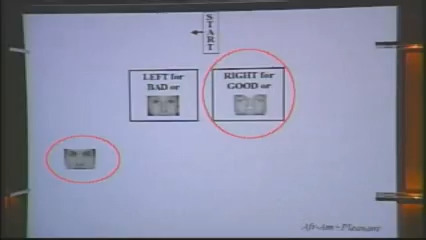 START
LEFT for
BAD or
RIGHT for
GOOD or
Afr-Am+Pleasant